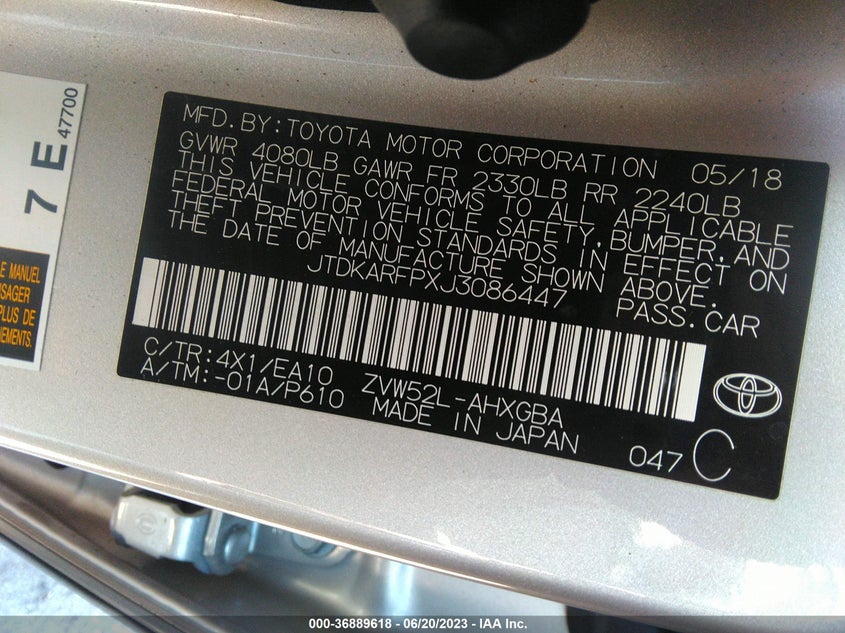 7 E 47700
E MANUEL
SAGER
PLUS DE
NEMENTS.
MFD.BY:TOYOTA MOTOR CORPORATION 05/18
GVWR 4080LB GAWR FR 2330LB RR 2240LB
THIS VEHICLE CONFORMS TO ALL APPLICABLE
FEDERAL MOTOR VEHICLE SAFETY,BUMPER,AND
THEFT PREVENTION STANDARDS IN EFFECT ON
THE DATE OF MANUFACTURE SHOWN ABOVE.
JTDKARFPXJ3086447 PASS.CAR
C/TR:4X1/EA10 ZVW52L-AHXGBA
A/TM:-01A/P610 MADE IN JAPAN
047 C
000-36889618 - 06/20/2023 - IAA Inc.